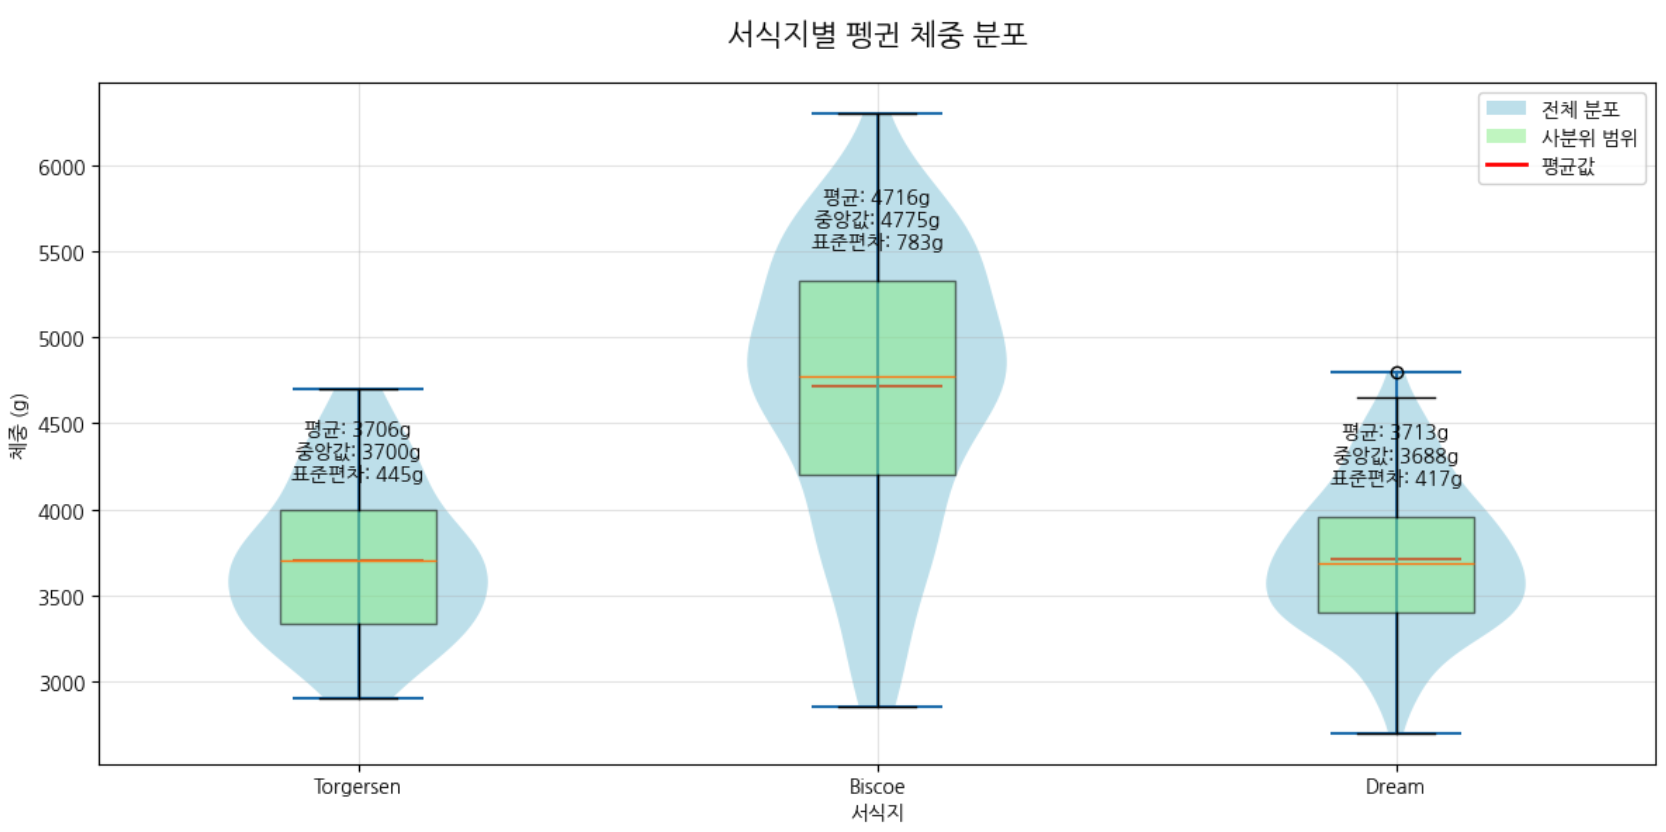 서식지별 펭귄 체중 분포
전체 분포
사분위 범위
평균값
체중 (g)
6000
5500
5000
4500
4000
3500
3000
평균: 3706g
중앙값: 3700g
표준편차: 445g
평균: 4716g
중앙값: 4775g
표준편차: 783g
평균: 3713g
중앙값: 3688g
표준편차: 417g
Torgersen
Biscoe
Dream
서식지